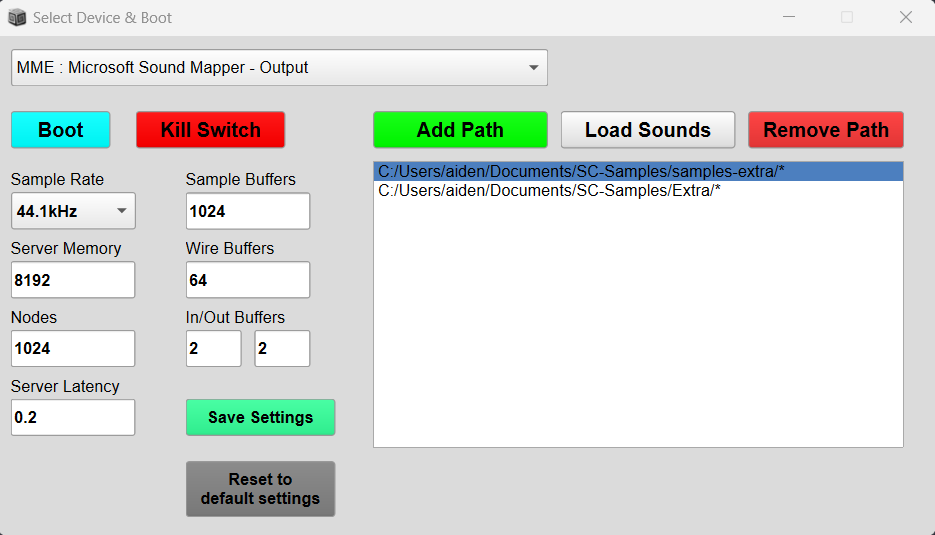 Select Device & Boot
MME : Microsoft Sound Mapper - Output
Boot
Kill Switch
Add Path
Load Sounds
Remove Path
Sample Rate
Sample Buffers
44.1kHz
1024
Server Memory
Wire Buffers
8192
64
Nodes
In/Out Buffers
1024
2
2
Server Latency
0.2
Save Settings
Reset to
default settings
C:/Users/aiden/Documents/SC-Samples/samples-extra/*
C:/Users/aiden/Documents/SC-Samples/Extra/*